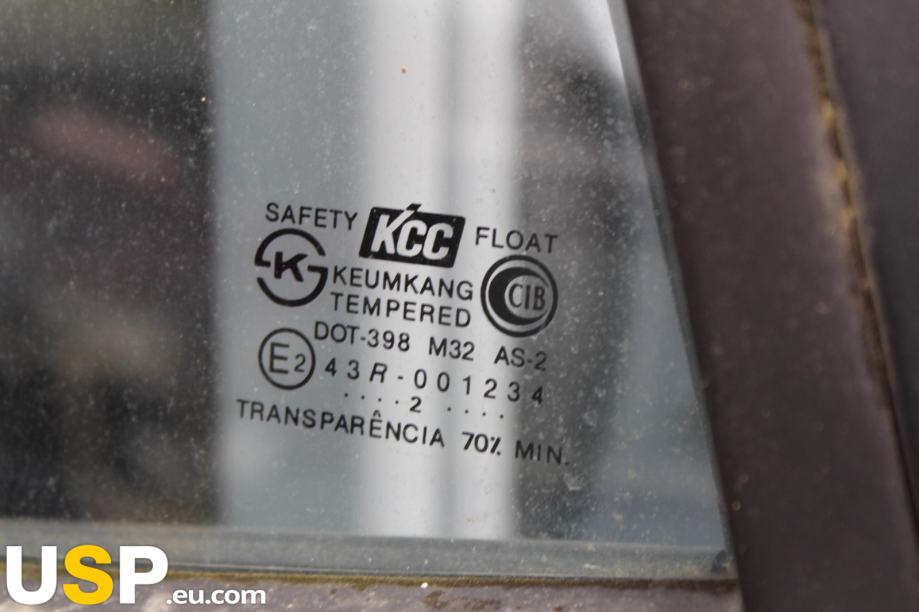 SAFETY KCC FLOAT
K KEUMKANG CIB
TEMPERED
DOT-398 M32 AS-2
E2 43R-001234
....2 ....
TRANSPARÊNCIA 70% MIN.
USP.eu.com